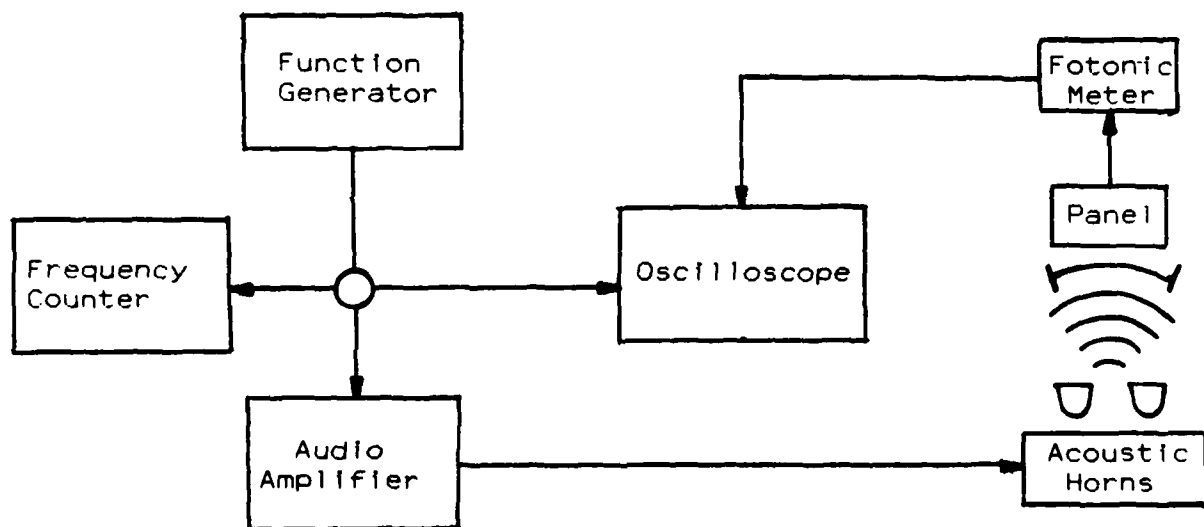 Function
Generator
Fotonic
Meter
Panel
Frequency
Counter
Oscilloscope
Audio
Amplifier
Acoustic
Horns